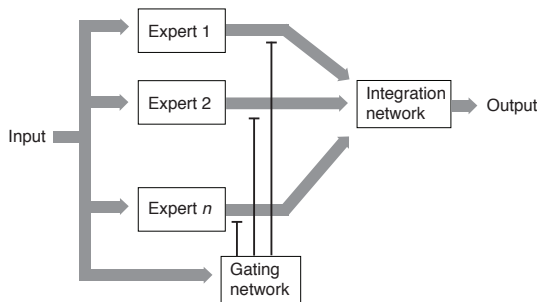 Expert 1
Expert 2
Integration
network
Output
Input
Expert n
Gating
network